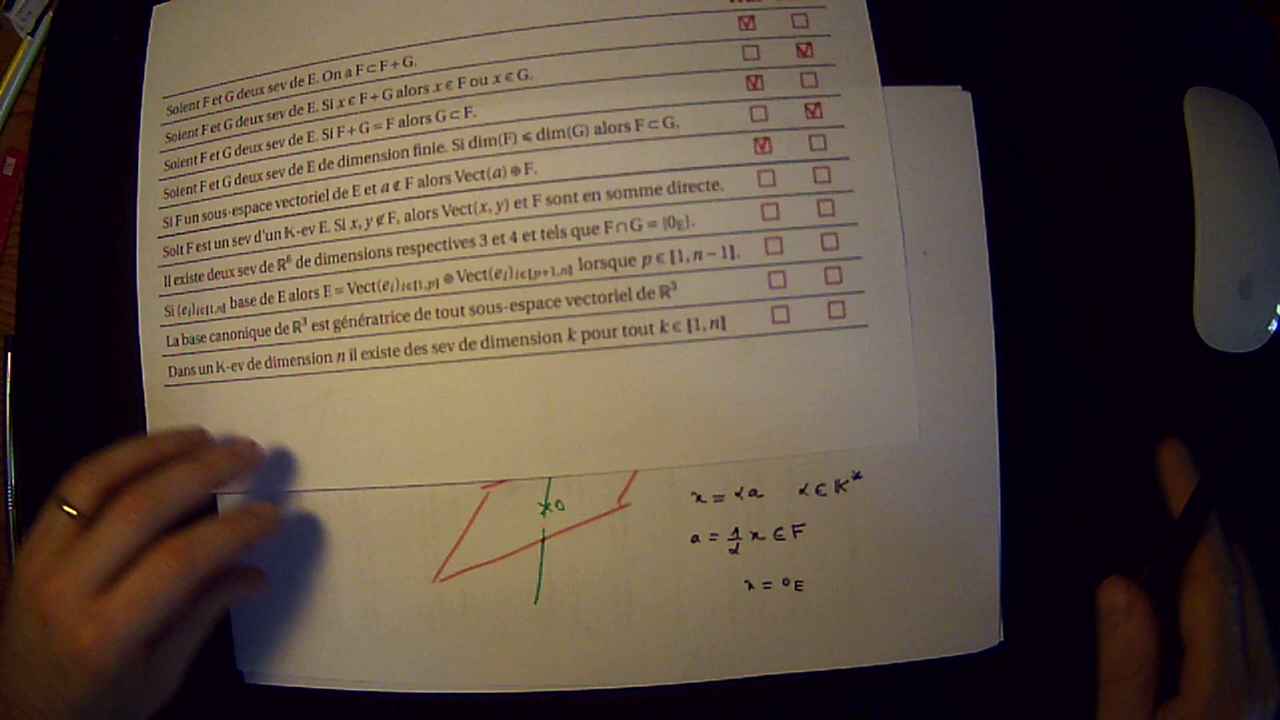 Soient F et G deux sev de E. On a F ⊂ F + G.
Soient F et G deux sev de E. Si x ∈ F + G alors x ∈ F ou x ∈ G.
Soient F et G deux sev de E. Si F + G = F alors G ⊂ F.
Soient F et G deux sev de E de dimension finie. Si dim(F) ⩽ dim(G) alors F ⊂ G.
Si F un sous-espace vectoriel de E et a ∉ F alors Vect(a) ⊕ F.
Soit F est un sev d'un K-ev E. Si x, y ∉ F, alors Vect(x, y) et F sont en somme directe.
Il existe deux sev de R⁶ de dimensions respectives 3 et 4 et tels que F ∩ G = {0_E}.
Si (e_i)_{i∈[1,n]} base de E alors E = Vect(e_i)_{i∈[1,p]} ⊕ Vect(e_i)_{i∈[p+1,n]} lorsque p ∈ [1, n − 1].
La base canonique de R³ est génératrice de tout sous-espace vectoriel de R³
Dans un K-ev de dimension n il existe des sev de dimension k pour tout k ∈ [1, n]
0
x = αa α ∈ K*
a = 1/α x ∈ F
x = 0_E